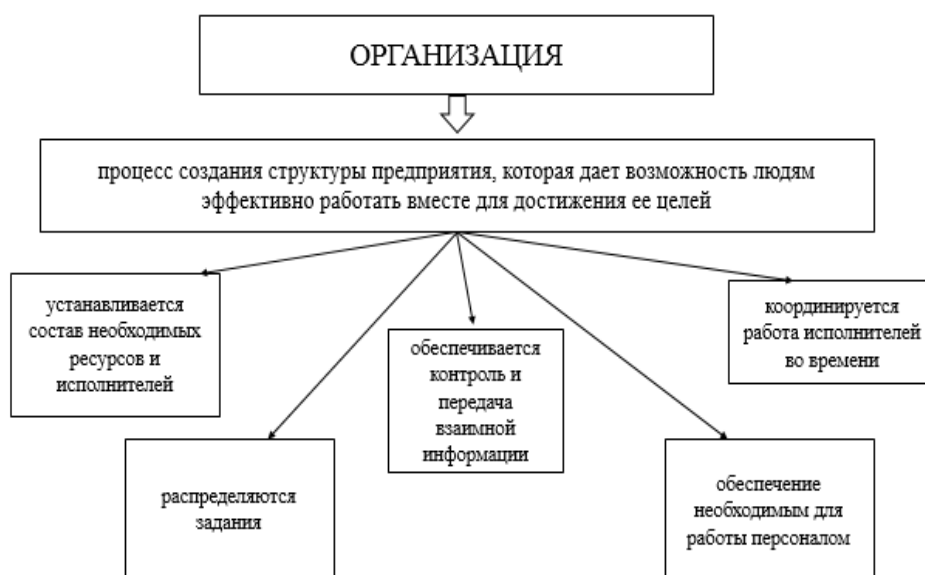 ОРГАНИЗАЦИЯ
процесс создания структуры предприятия, которая дает возможность людям
эффективно работать вместе для достижения ее целей
устанавливается
состав необходимых
ресурсов и
исполнителей
распределяются
задания
обеспечивается
контроль и
передача
взаимной
информации
обеспечение
необходимым для
работы персоналом
координируется
работа исполнителей
во времени